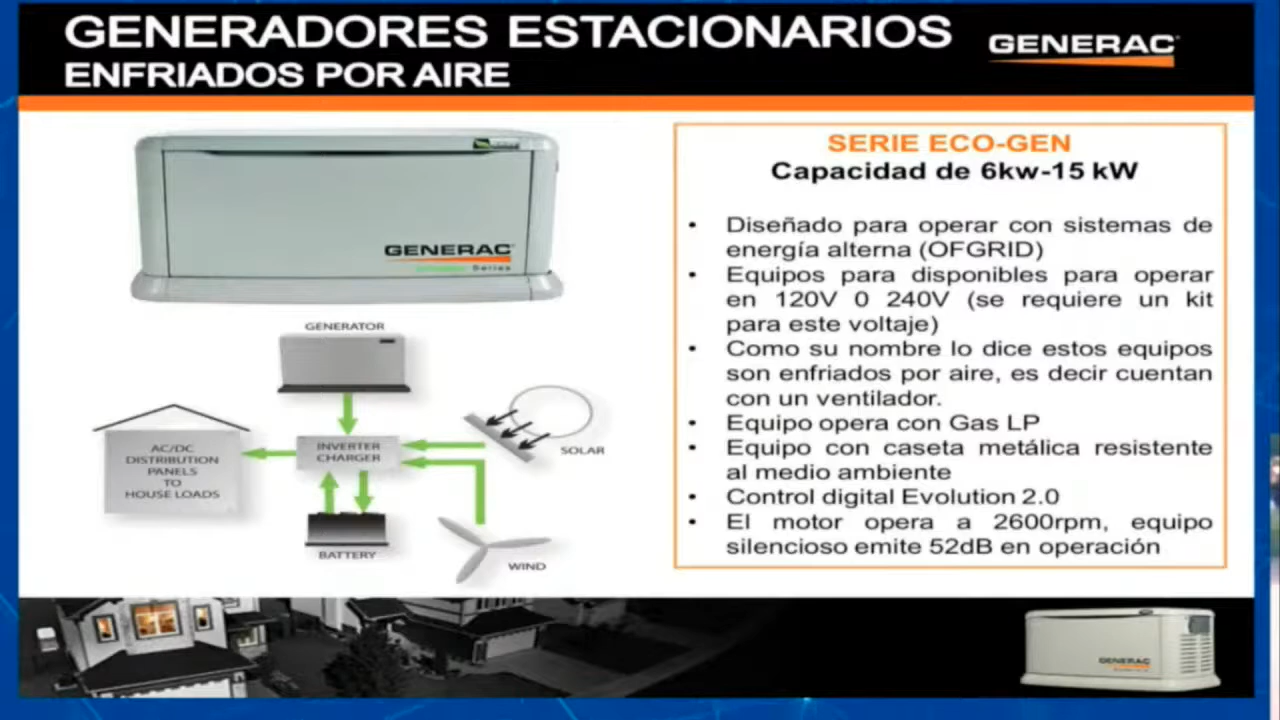 GENERADORES ESTACIONARIOS
ENFRIADOS POR AIRE
GENERAC
SERIE ECO-GEN
Capacidad de 6kw-15 kW
• Diseñado para operar con sistemas de
energía alterna (OFGRID)
• Equipos para disponibles para operar
en 120V 0 240V (se requiere un kit
para este voltaje)
• Como su nombre lo dice estos equipos
son enfriados por aire, es decir cuentan
con un ventilador.
• Equipo opera con Gas LP
• Equipo con caseta metálica resistente
al medio ambiente
• Control digital Evolution 2.0
• El motor opera a 2600rpm, equipo
silencioso emite 52dB en operación
GENERAC
Series
GENERATOR
SOLAR
INVERTER
CHARGER
AC/DC
DISTRIBUTION
PANELS
TO
HOUSE LOADS
BATTERY
WIND
GENERAC